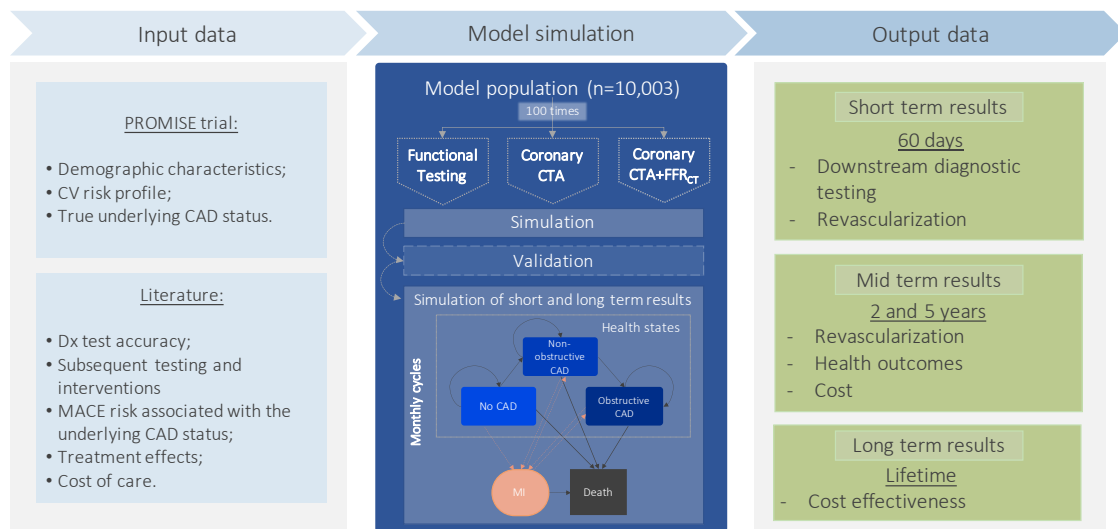 Input data
Model simulation
Output data
PROMISE trial:
• Demographic characteristics;
• CV risk profile;
• True underlying CAD status.
Literature:
• Dx test accuracy;
• Subsequent testing and
interventions
• MACE risk associated with the
underlying CAD status;
• Treatment effects;
• Cost of care.
Model population (n=10,003)
100 times
Functional
Testing
Coronary
CTA
Coronary
CTA+FFRCT
Simulation
Validation
Simulation of short and long term results
Monthly cycles
Health states
Non-
obstructive
CAD
No CAD
Obstructive
CAD
MI
Death
Short term results
60 days
- Downstream diagnostic
testing
- Revascularization
Mid term results
2 and 5 years
- Revascularization
- Health outcomes
- Cost
Long term results
Lifetime
- Cost effectiveness